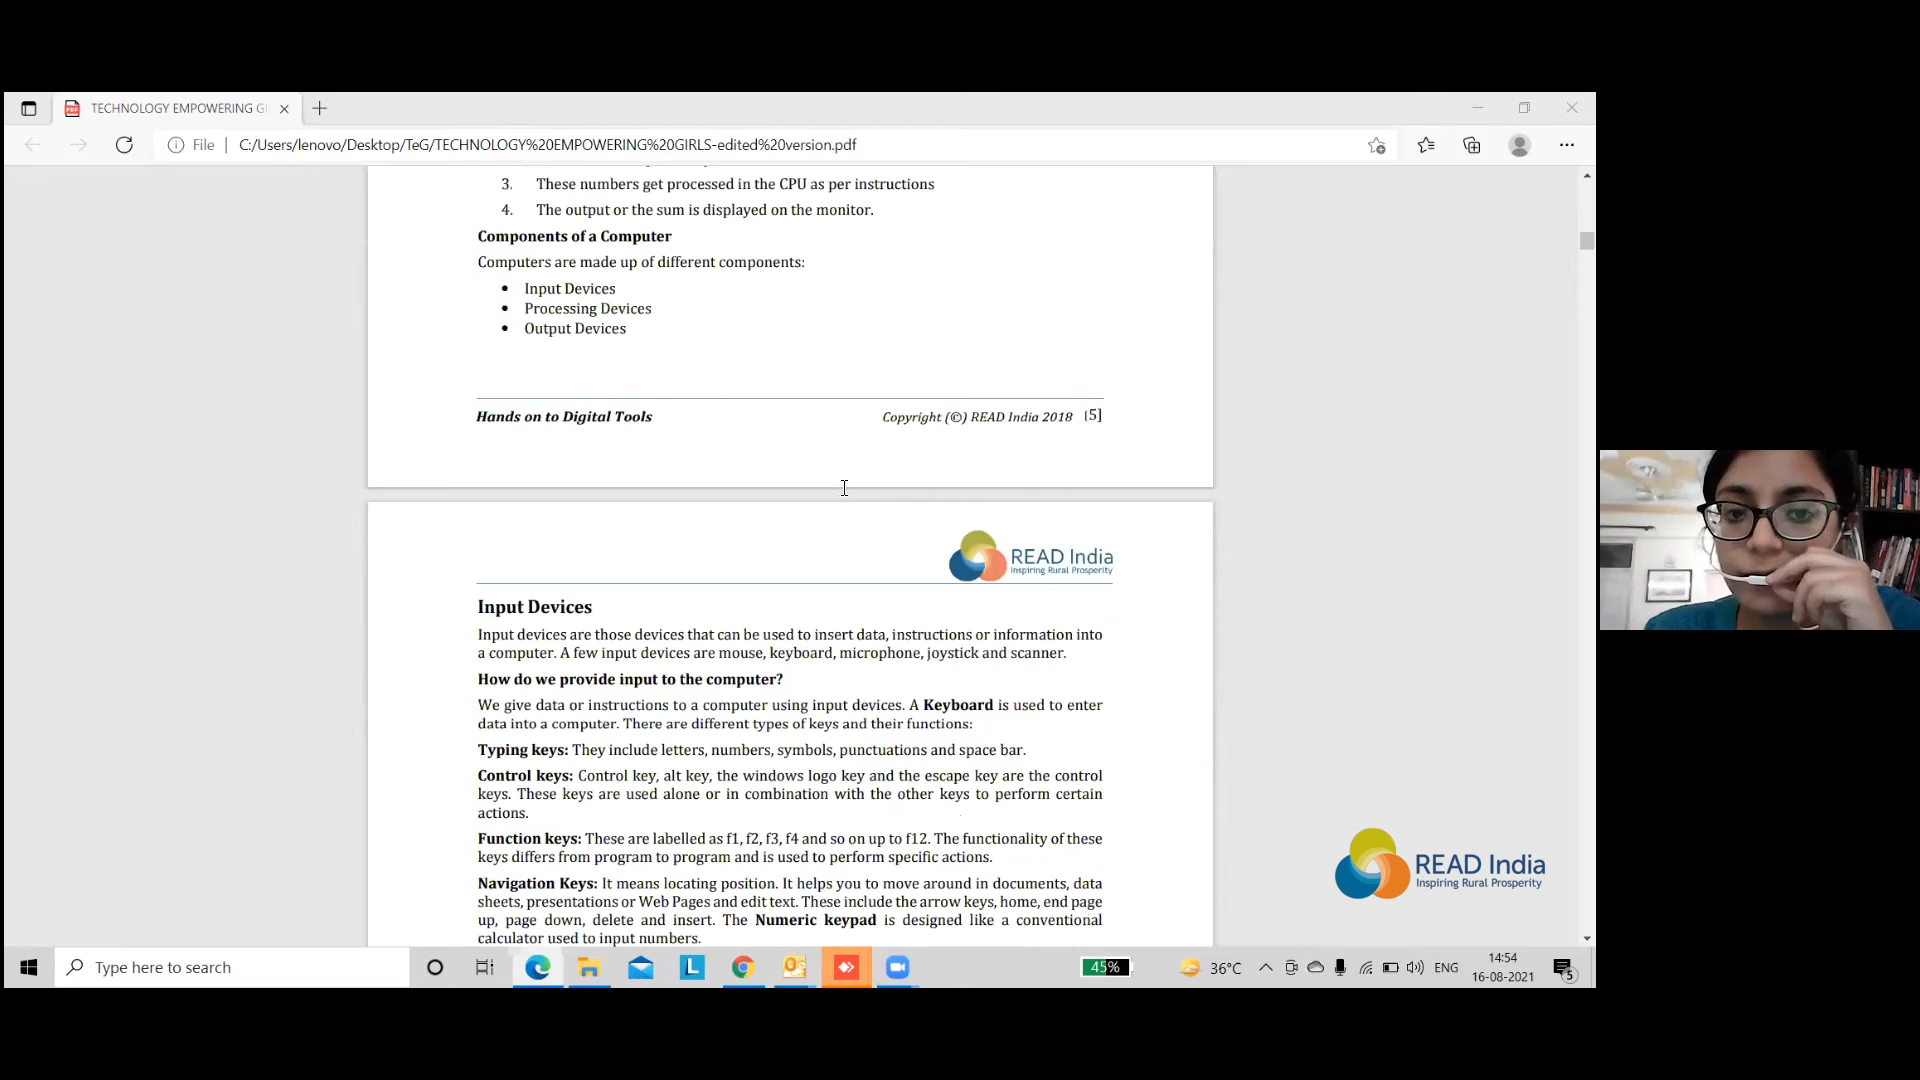 TECHNOLOGY EMPOWERING GI
File
C:/Users/lenovo/Desktop/TeG/TECHNOLOGY%20EMPOWERING%20GIRLS-edited%20version.pdf
3. These numbers get processed in the CPU as per instructions
4. The output or the sum is displayed on the monitor.
Components of a Computer
Computers are made up of different components:
• Input Devices
• Processing Devices
• Output Devices
Hands on to Digital Tools
Copyright (©) READ India 2018 [5]
READ India
Inspiring Rural Prosperity
Input Devices
Input devices are those devices that can be used to insert data, instructions or information into
a computer. A few input devices are mouse, keyboard, microphone, joystick and scanner.
How do we provide input to the computer?
We give data or instructions to a computer using input devices. A Keyboard is used to enter
data into a computer. There are different types of keys and their functions:
Typing keys: They include letters, numbers, symbols, punctuations and space bar.
Control keys: Control key, alt key, the windows logo key and the escape key are the control
keys. These keys are used alone or in combination with the other keys to perform certain
actions.
Function keys: These are labelled as f1, f2, f3, f4 and so on up to f12. The functionality of these
keys differs from program to program and is used to perform specific actions.
Navigation Keys: It means locating position. It helps you to move around in documents, data
sheets, presentations or Web Pages and edit text. These include the arrow keys, home, end page
up, page down, delete and insert. The Numeric keypad is designed like a conventional
calculator used to input numbers.
READ India
Inspiring Rural Prosperity
Type here to search
45%
36°C
ENG
14:54
16-08-2021
5